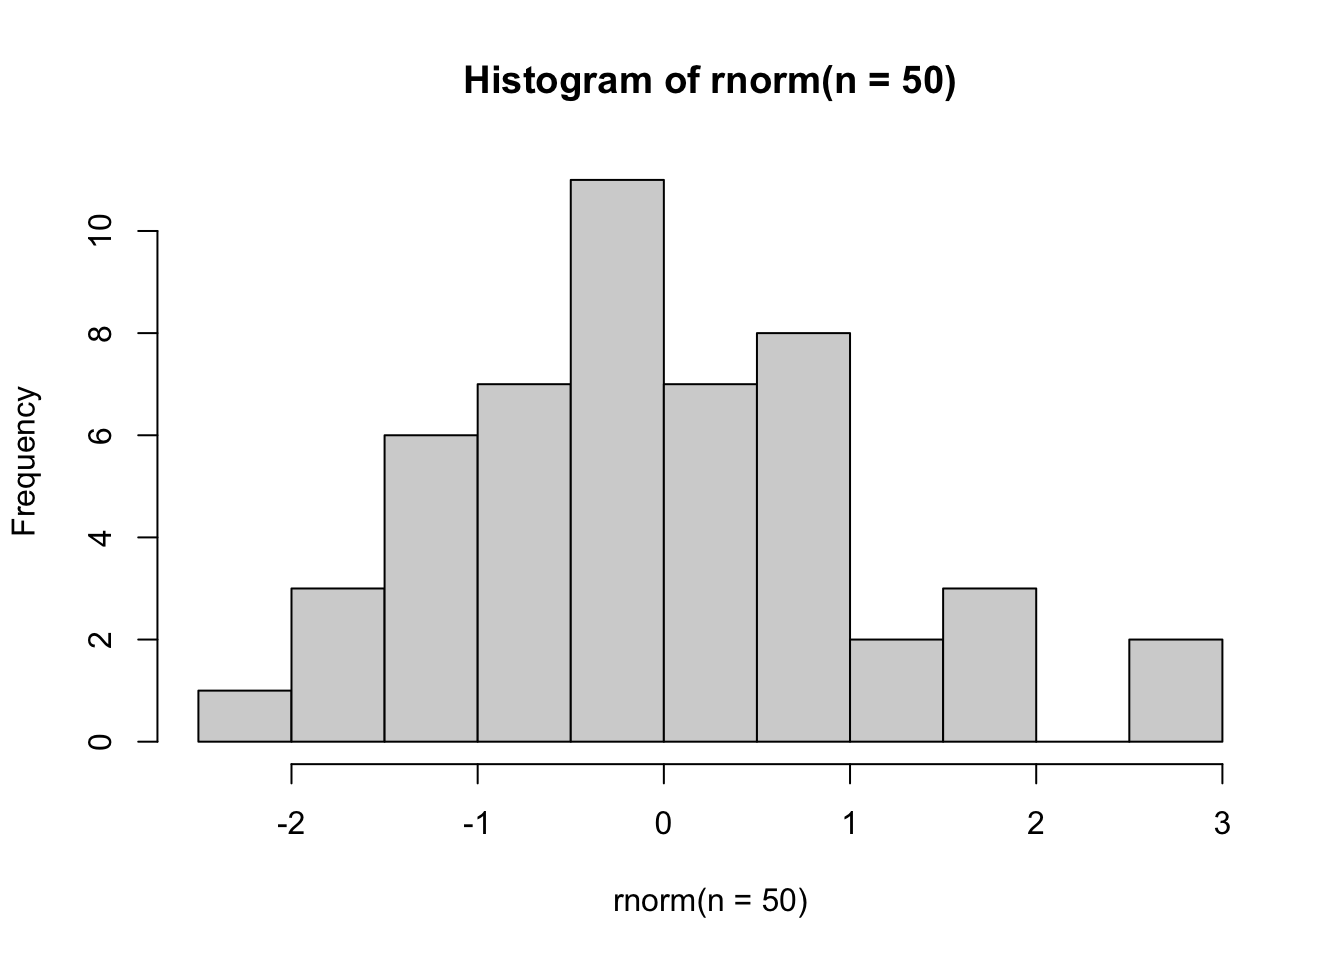 Histogram of rnorm(n = 50)
10
8
6
4
2
0
Frequency
-2 -1 0 1 2 3
rnorm(n = 50)